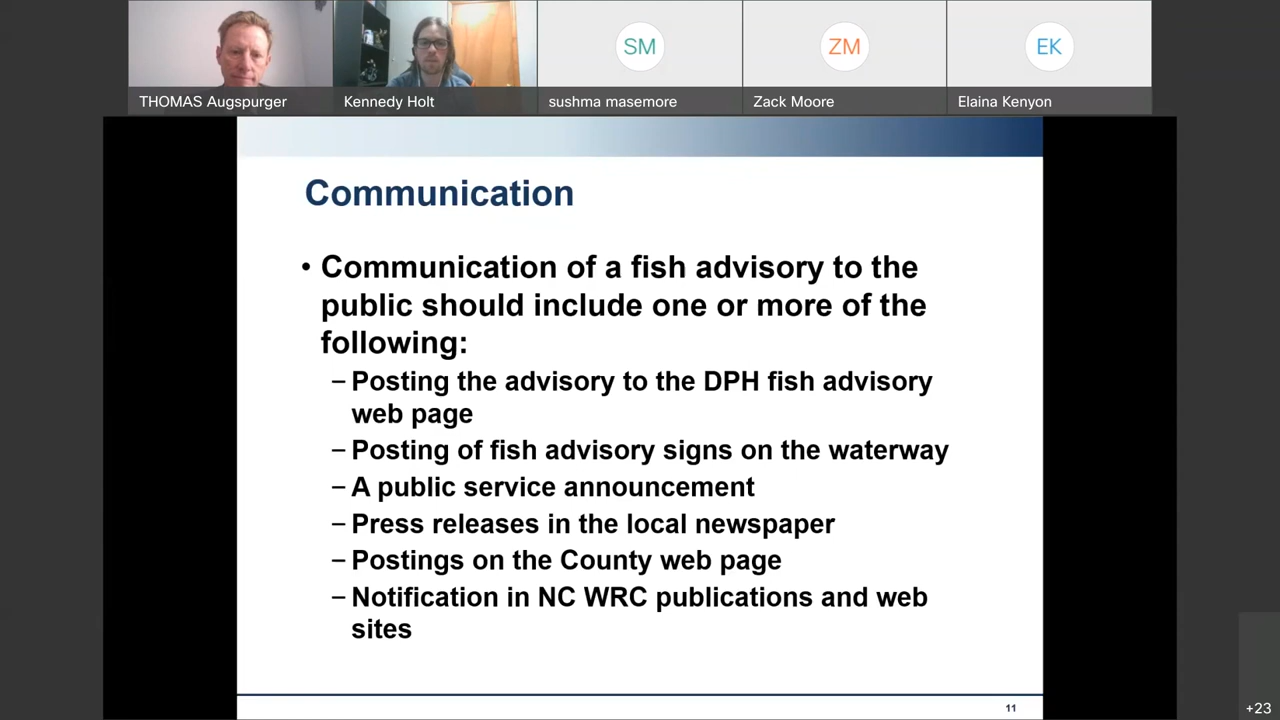 SM
ZM
EK
THOMAS Augspurger
Kennedy Holt
sushma masemore
Zack Moore
Elaina Kenyon
Communication
• Communication of a fish advisory to the
public should include one or more of the
following:
– Posting the advisory to the DPH fish advisory
web page
– Posting of fish advisory signs on the waterway
– A public service announcement
– Press releases in the local newspaper
– Postings on the County web page
– Notification in NC WRC publications and web
sites
11
+23